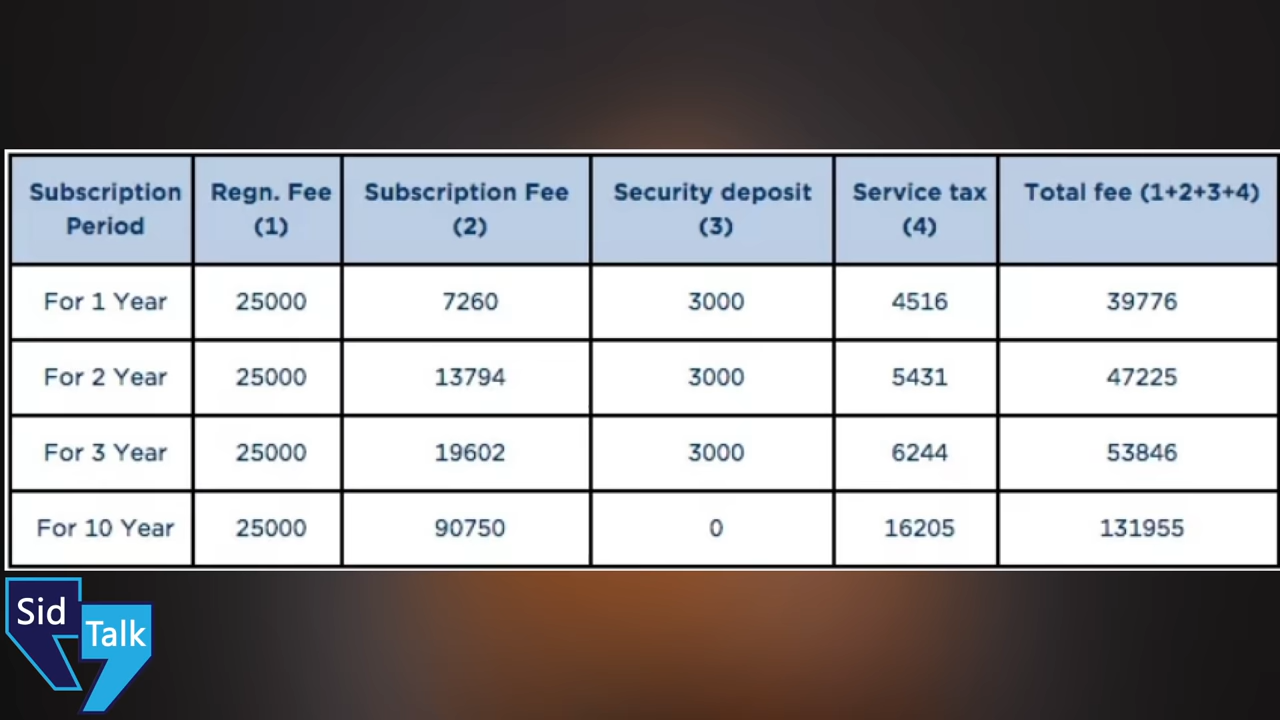 Subscription Period Regn. Fee (1) Subscription Fee (2) Security deposit (3) Service tax (4) Total fee (1+2+3+4)
For 1 Year 25000 7260 3000 4516 39776
For 2 Year 25000 13794 3000 5431 47225
For 3 Year 25000 19602 3000 6244 53846
For 10 Year 25000 90750 0 16205 131955
Sid
Talk